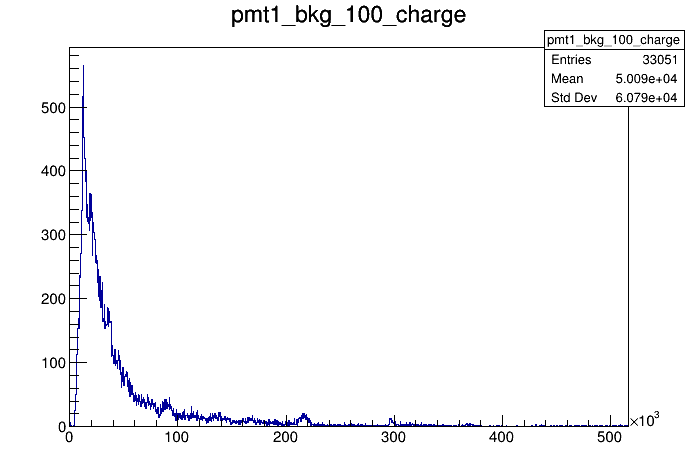 pmt1_bkg_100_charge
pmt1_bkg_100_charge
Entries 33051
Mean 5.009e+04
Std Dev 6.079e+04
500
400
300
200
100
0
0 100 200 300 400 500 ×10³